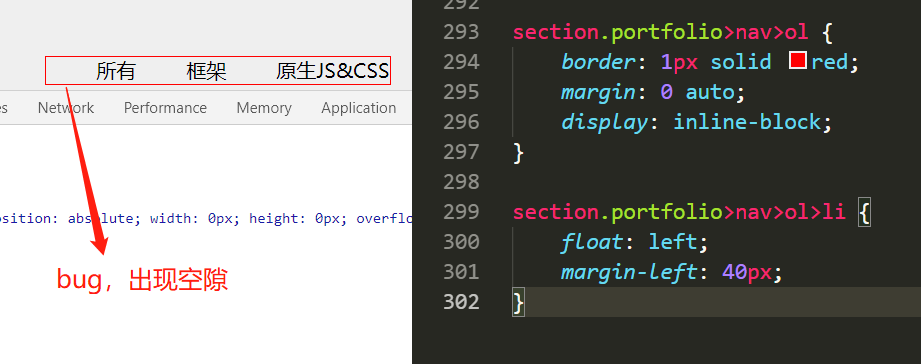 所有 框架 原生JS&CSS
Network Performance Memory Application
osition: absolute; width: 0px; height: 0px; overflo
bug，出现空隙
292
293 section.portfolio>nav>ol {
294 border: 1px solid red;
295 margin: 0 auto;
296 display: inline-block;
297 }
298
299 section.portfolio>nav>ol>li {
300 float: left;
301 margin-left: 40px;
302 }